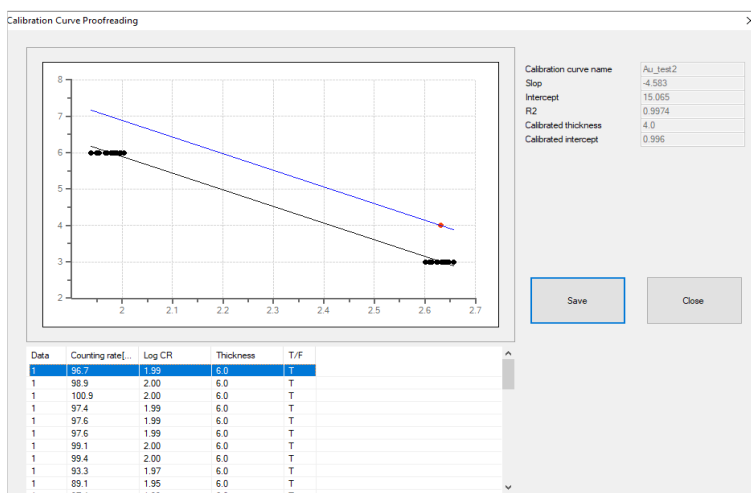 Calibration Curve Proofreading
Calibration curve name Au_test2
Slop -4.583
Intercept 15.065
R2 0.9974
Calibrated thickness 4.0
Calibrated intercept 0.996
8
7
6
5
4
3
2
2 2.1 2.2 2.3 2.4 2.5 2.6 2.7
Save Close
Data Counting rate[... Log CR Thickness T/F
1 96.7 1.99 6.0 T
1 98.9 2.00 6.0 T
1 100.9 2.00 6.0 T
1 97.4 1.99 6.0 T
1 97.6 1.99 6.0 T
1 97.6 1.99 6.0 T
1 99.1 2.00 6.0 T
1 99.4 2.00 6.0 T
1 93.3 1.97 6.0 T
1 89.1 1.95 6.0 T